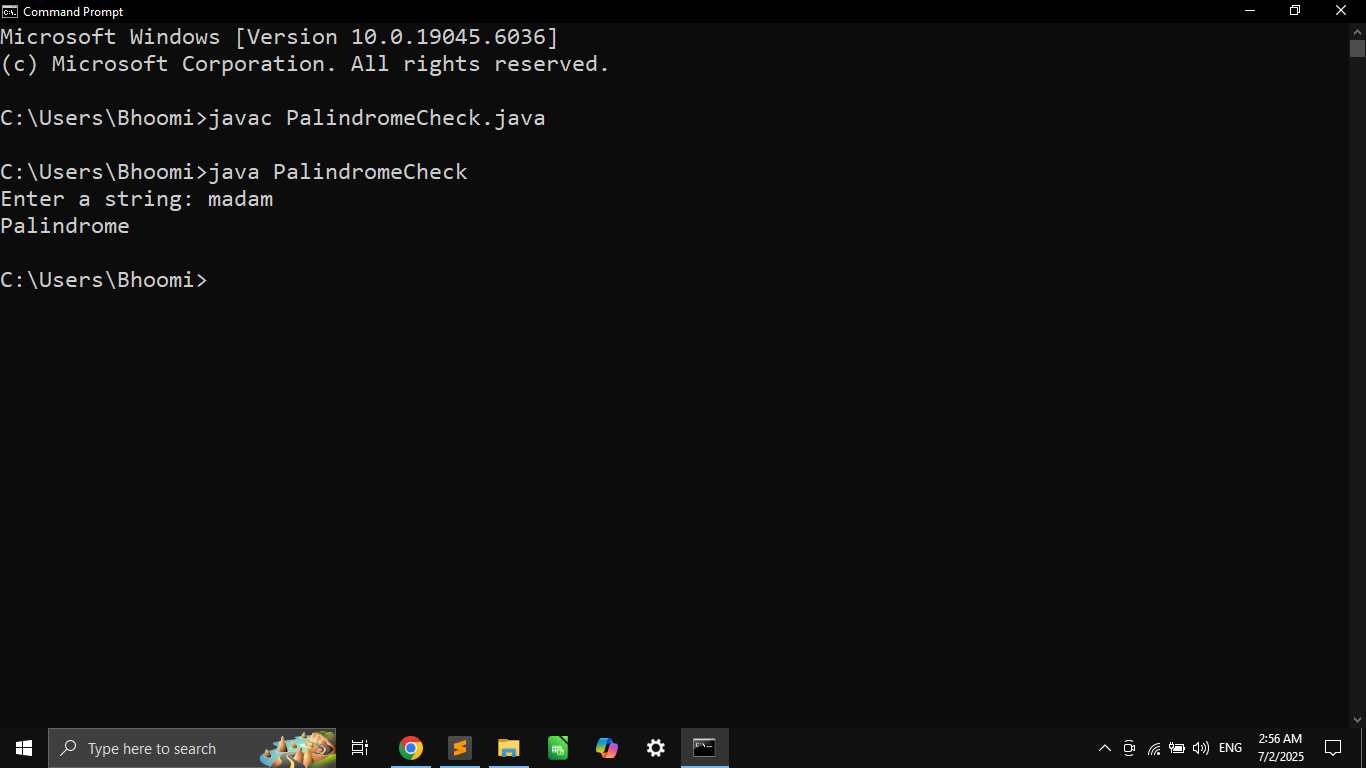 Command Prompt
Microsoft Windows [Version 10.0.19045.6036]
(c) Microsoft Corporation. All rights reserved.
C:\Users\Bhoomi>javac PalindromeCheck.java
C:\Users\Bhoomi>java PalindromeCheck
Enter a string: madam
Palindrome
C:\Users\Bhoomi>
Type here to search
ENG
2:56 AM
7/2/2025